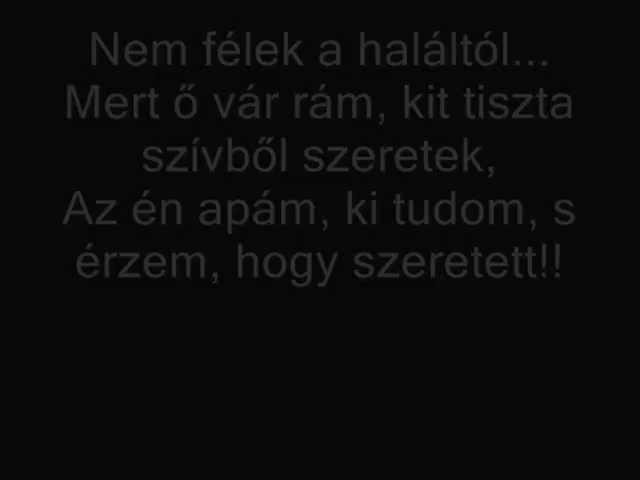 Nem félek a haláltól...
Mert ő vár rám, kit tiszta
szívből szeretek,
Az én apám, ki tudom, s
érzem, hogy szeretett!!